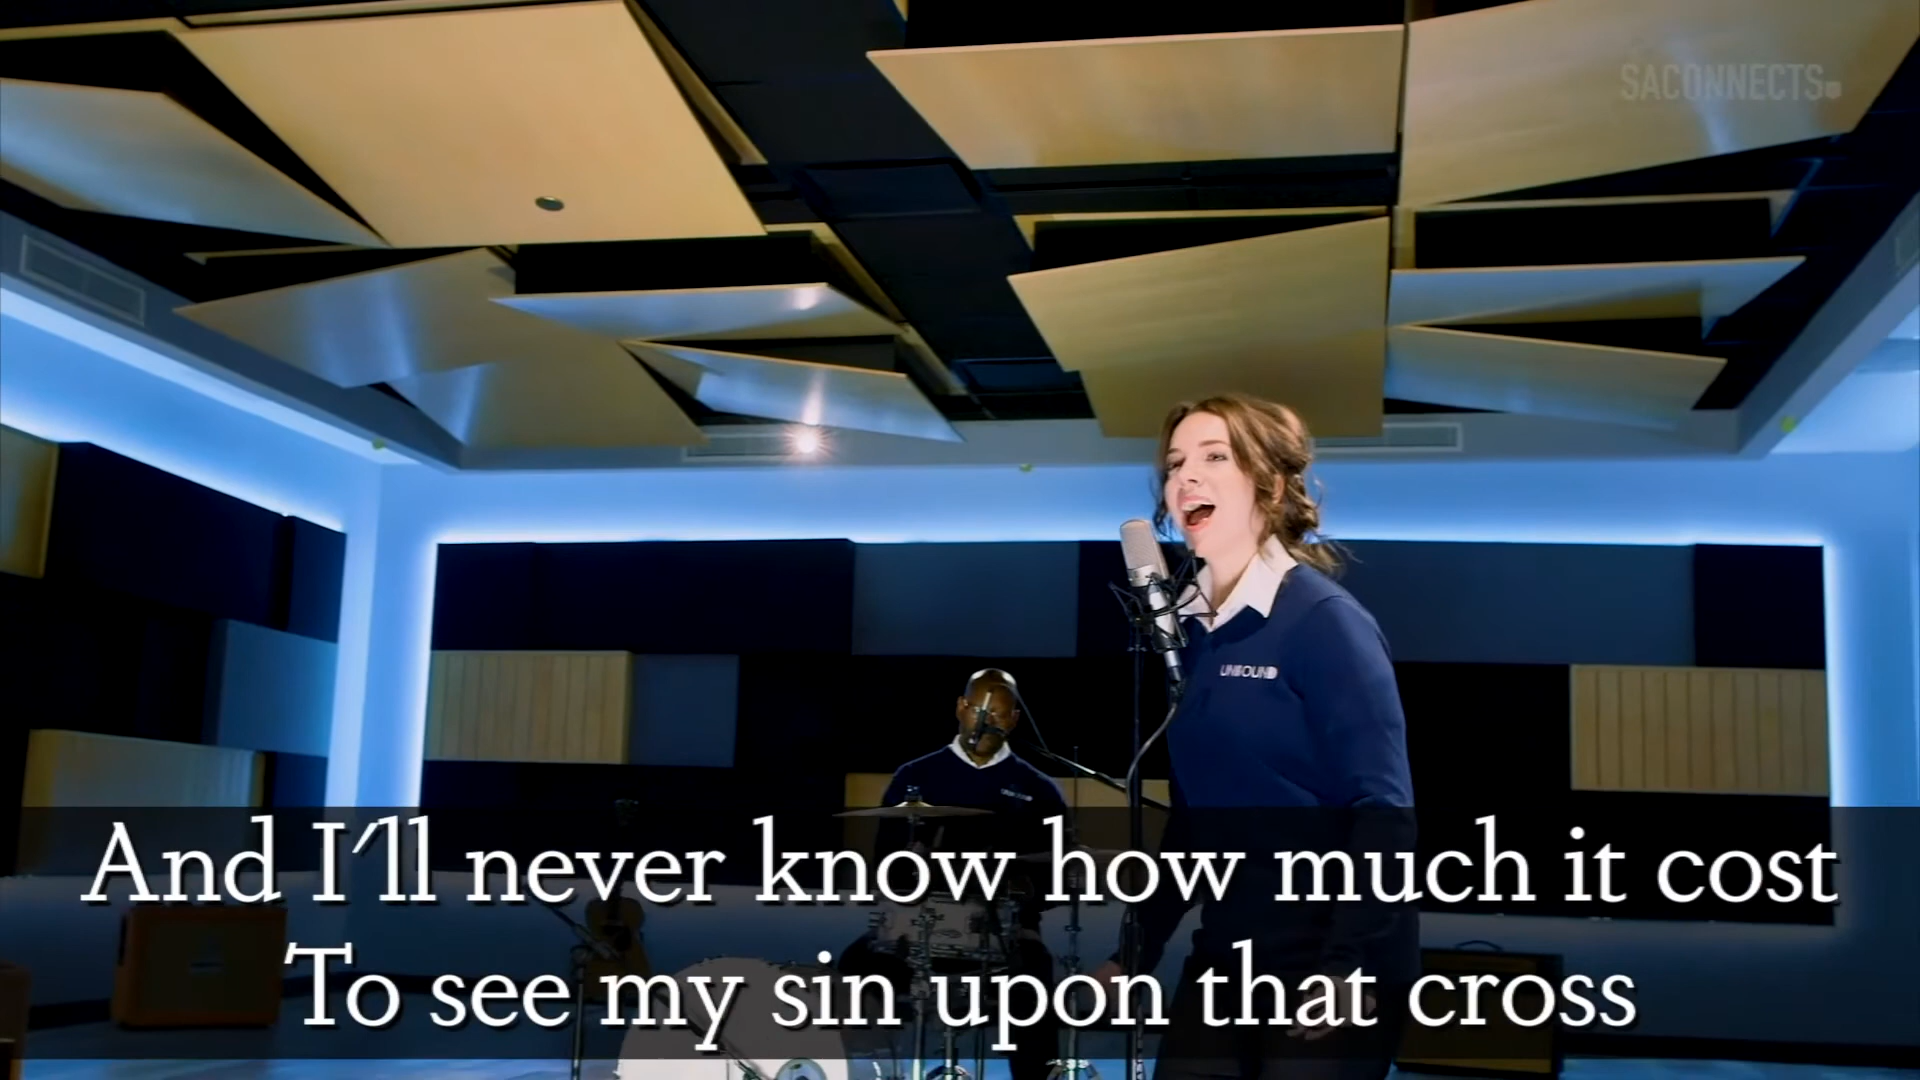 SACONNECTS
UNBOUND
And I'll never know how much it cost
To see my sin upon that cross